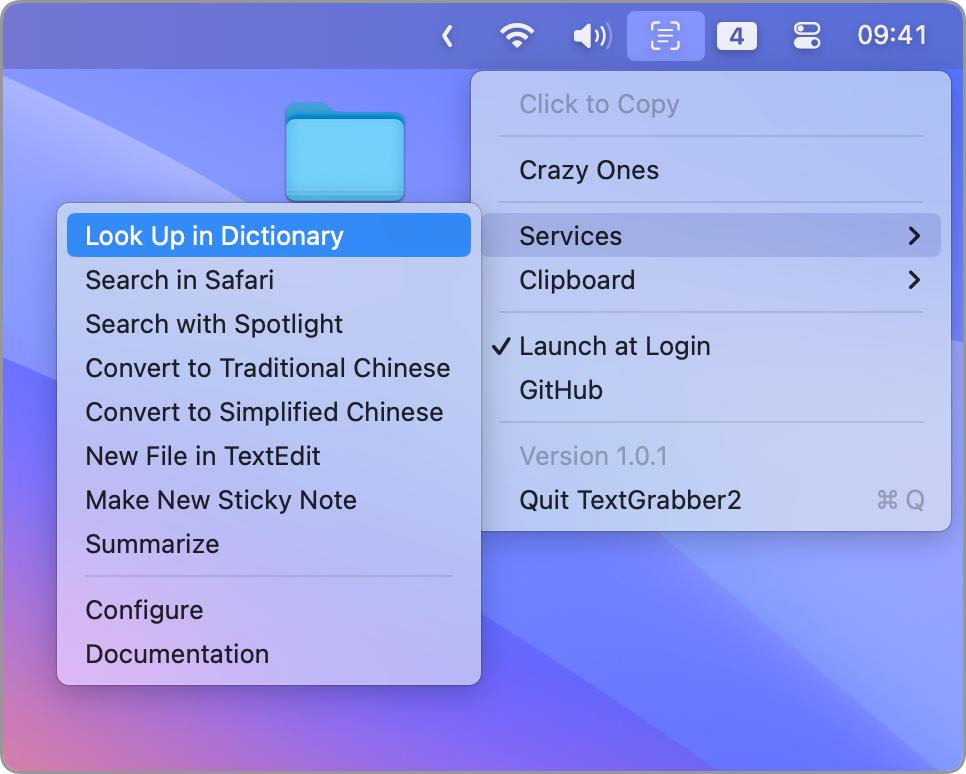 4
09:41
Click to Copy
Crazy Ones
Services
Clipboard
✓ Launch at Login
GitHub
Version 1.0.1
Quit TextGrabber2 ⌘ Q
Look Up in Dictionary
Search in Safari
Search with Spotlight
Convert to Traditional Chinese
Convert to Simplified Chinese
New File in TextEdit
Make New Sticky Note
Summarize
Configure
Documentation